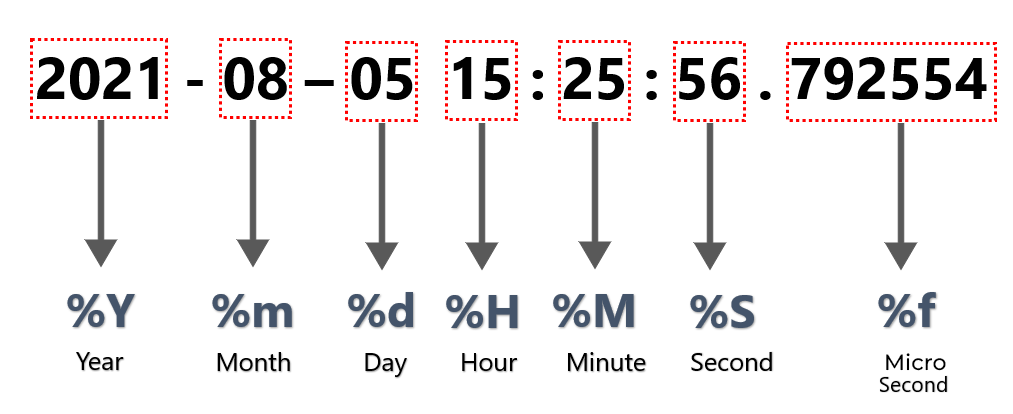 2021 - 08 – 05 15 : 25 : 56 . 792554
%Y %m %d %H %M %S %f
Year Month Day Hour Minute Second Micro
Second